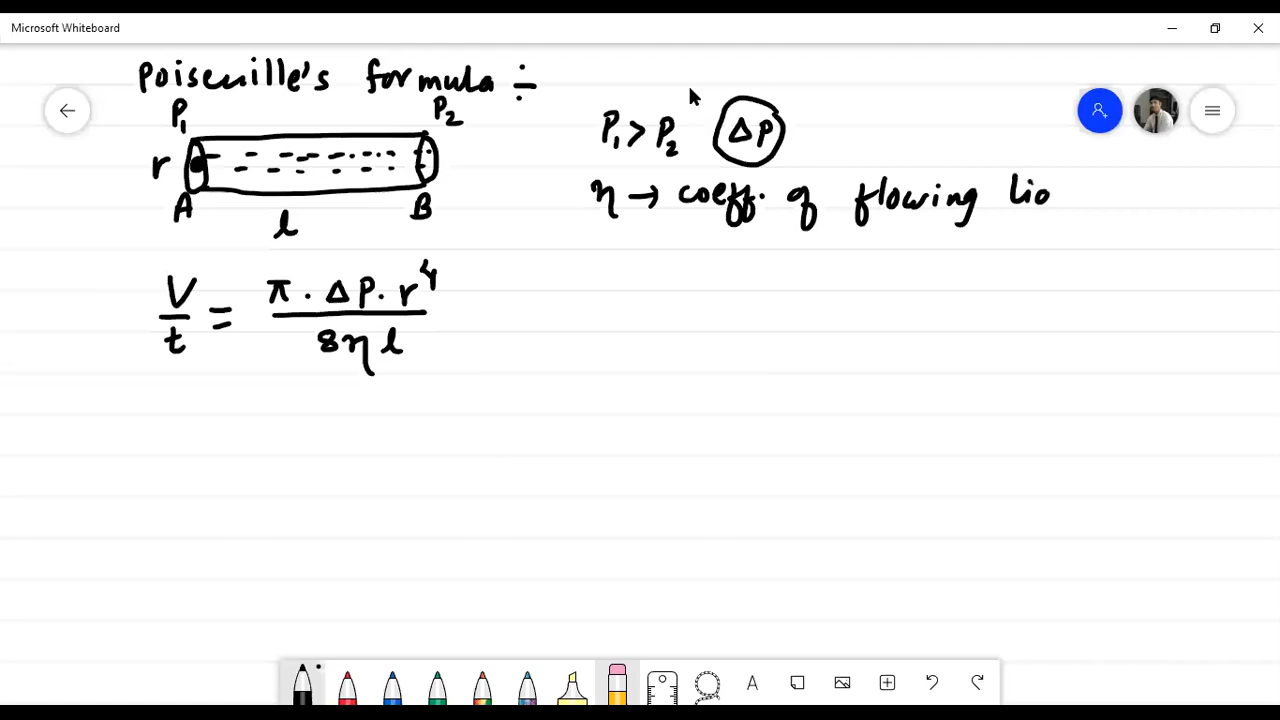 Microsoft Whiteboard
Poiseuille's formula ÷
P₁ P₂
r
A B
l
P₁ > P₂ ΔP
η → coeff. of flowing liq
V/t = π · ΔP · r⁴ / 8ηl
A